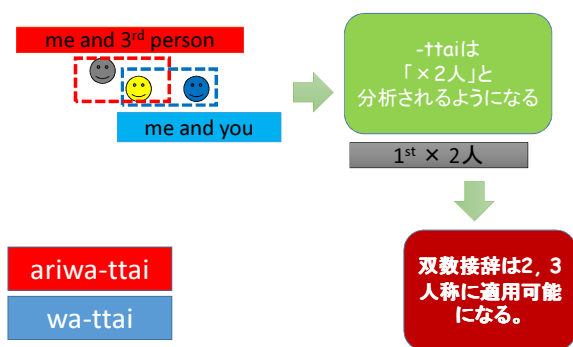 me and 3rd person
me and you
-ttaiは
「×2人」と
分析されるようになる
1st × 2人
ariwa-ttai
wa-ttai
双数接辞は2, 3
人称に適用可能
になる。